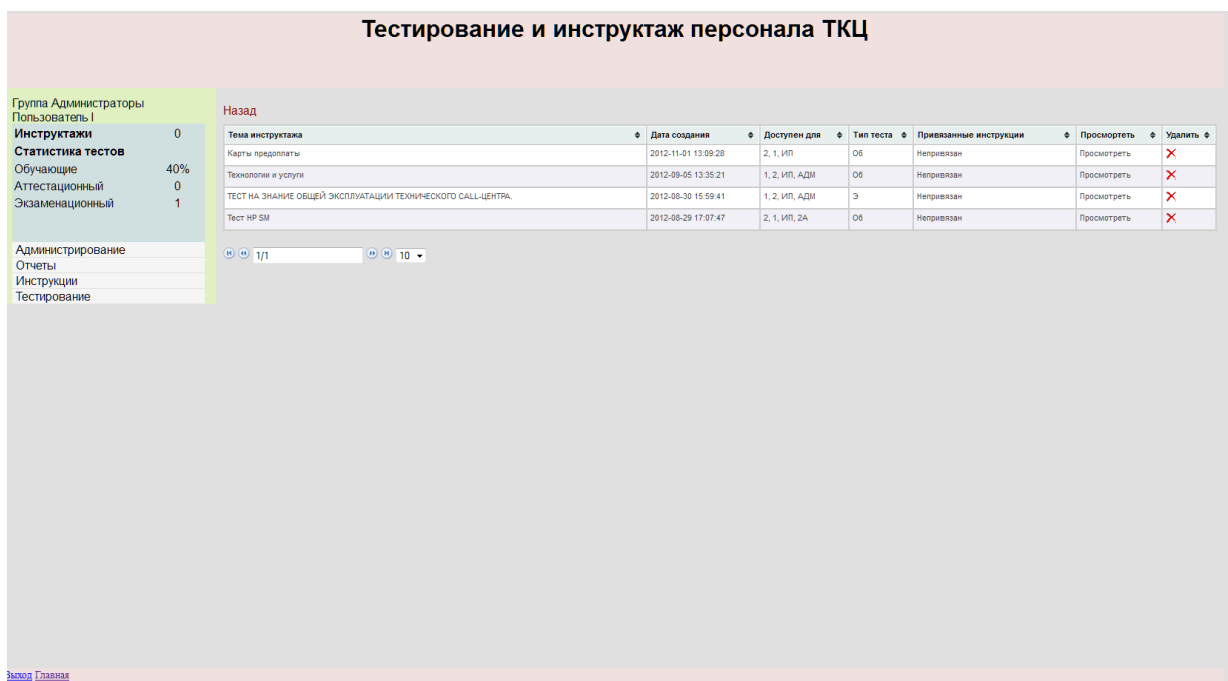 Тестирование и инструктаж персонала ТКЦ
Группа Администраторы
Пользователь I
Инструктажи 0
Статистика тестов
Обучающие 40%
Аттестационный 0
Экзаменационный 1
Администрирование
Отчеты
Инструкции
Тестирование
Назад
Тема инструктажа Дата создания Доступен для Тип теста Привязанные инструкции Просмортеть Удалить
Карты предоплаты 2012-11-01 13:09:28 2, 1, ИП Об Непривязан Просмотреть
Технологии и услуги 2012-09-05 13:35:21 1, 2, ИП, АДМ Об Непривязан Просмотреть
ТЕСТ НА ЗНАНИЕ ОБЩЕЙ ЭКСПЛУАТАЦИИ ТЕХНИЧЕСКОГО CALL-ЦЕНТРА. 2012-08-30 15:59:41 1, 2, ИП, АДМ Э Непривязан Просмотреть
Тест HP SM 2012-08-29 17:07:47 2, 1, ИП, 2А Об Непривязан Просмотреть
1/1 10
Выход Главная